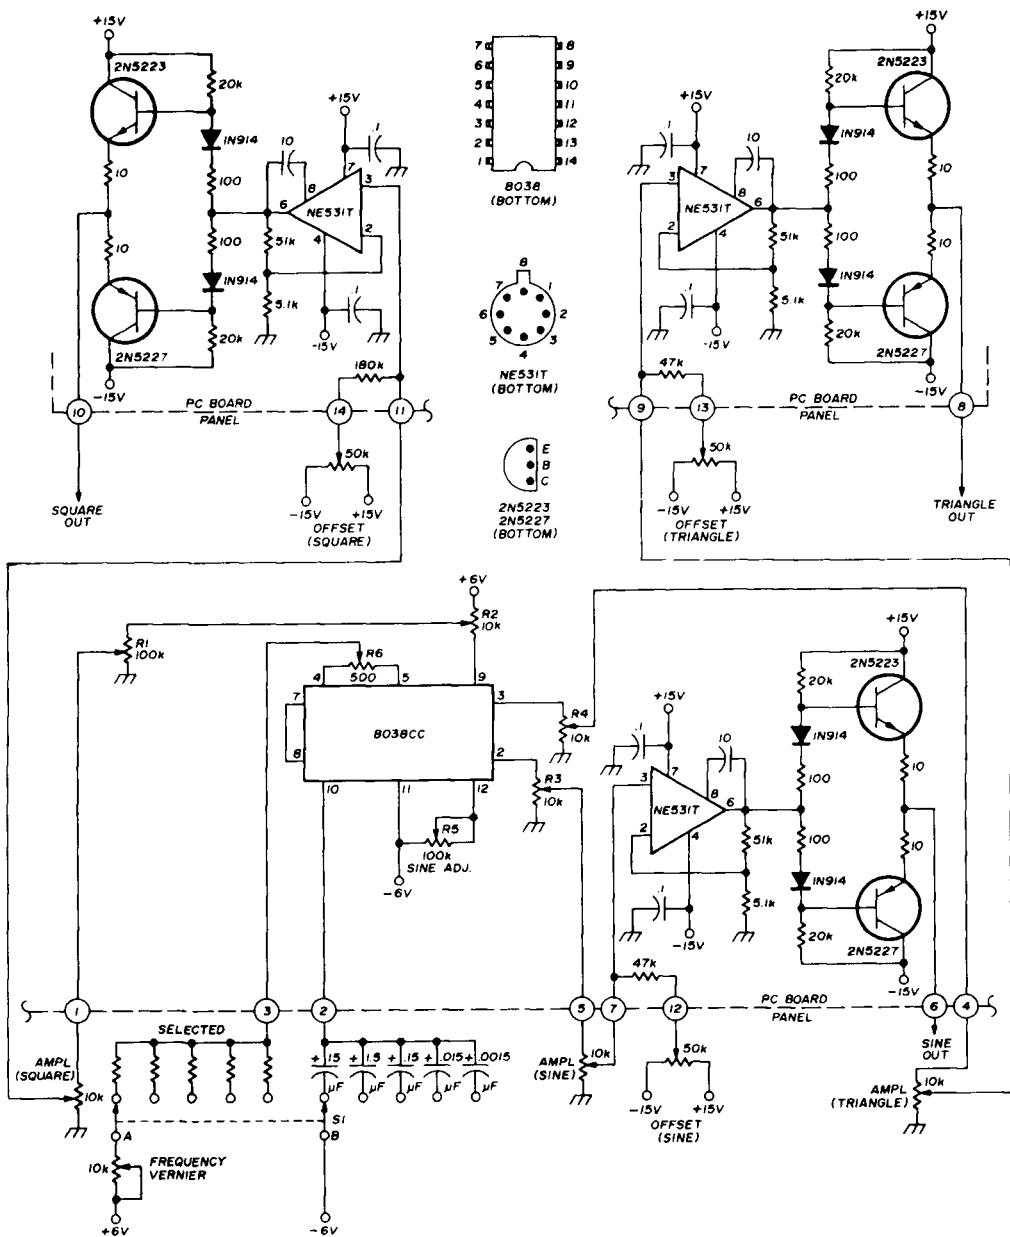 +15V
2N5223
20k
1N914
10
100
10
100
1N914
20k
2N5227
-15V
10
PC BOARD
PANEL
SQUARE
OUT
+15V
.1
10
7
3
8
NE531T
6
4
2
51k
5.1k
.1
-15V
180k
14
11
50k
-15V
+15V
OFFSET
(SQUARE)
7
8
6
9
5
10
4
11
3
12
2
13
1
14
8038
(BOTTOM)
8
7
1
6
2
5
3
4
NE531T
(BOTTOM)
E
B
C
2N5223
2N5227
(BOTTOM)
+15V
.1
10
7
3
8
NE531T
6
2
4
51k
5.1k
.1
-15V
47k
9
13
50k
-15V
+15V
OFFSET
(TRIANGLE)
+15V
2N5223
20k
1N914
10
100
100
10
1N914
20k
2N5227
-15V
PC BOARD
PANEL
8
TRIANGLE
OUT
+6V
R2
10k
R1
100k
R6
500
4
5
9
7
8
3
2
8038CC
10
11
12
R5
100k
SINE ADJ.
-6V
R4
10k
R3
10k
+15V
.1
10
7
3
8
NE531T
6
2
4
51k
5.1k
.1
-15V
47k
+15V
2N5223
20k
1N914
10
100
100
10
1N914
20k
2N5227
-15V
1
3
2
5
7
12
PC BOARD
PANEL
6
4
SELECTED
AMPL
(SQUARE)
10k
+ .15 µF
+ 1.5 µF
+ .15 µF
+ .015 µF
+ .0015 µF
AMPL
(SINE)
10k
50k
-15V
+15V
OFFSET
(SINE)
SINE
OUT
AMPL
(TRIANGLE)
10k
S1
A
B
10k
FREQUENCY
VERNIER
+6V
-6V